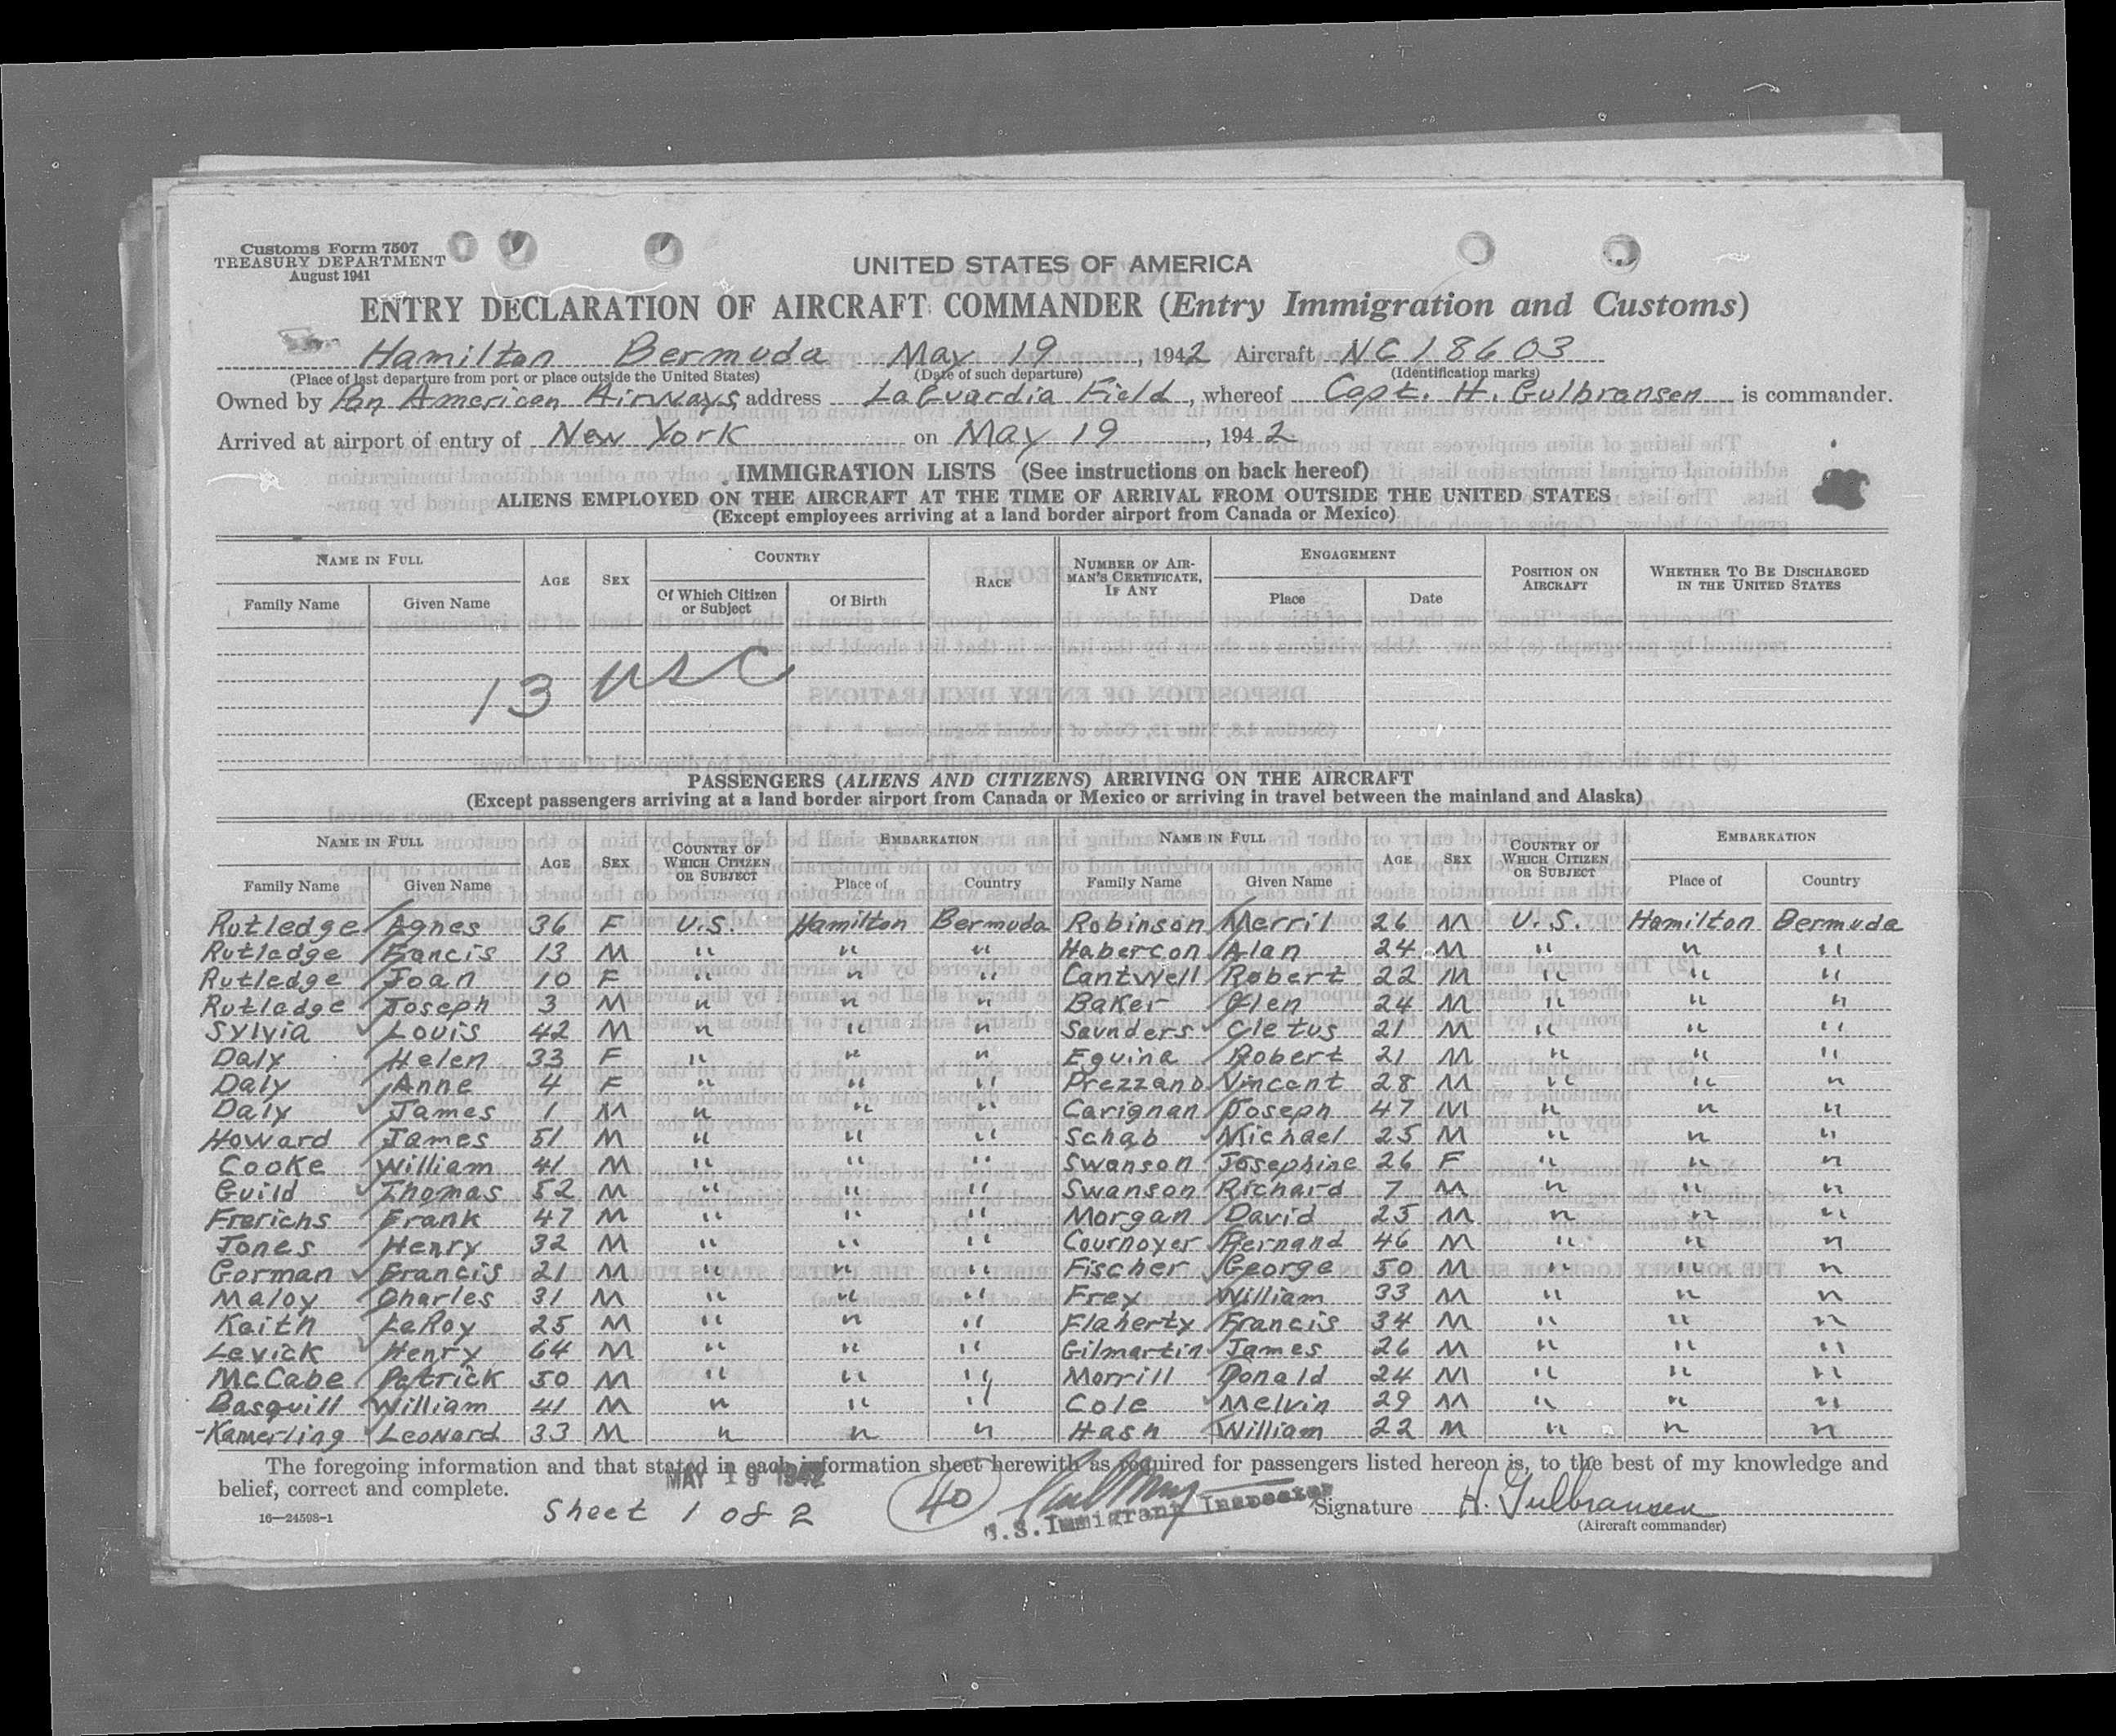 Customs Form 7507
TREASURY DEPARTMENT
August 1941
UNITED STATES OF AMERICA
ENTRY DECLARATION OF AIRCRAFT COMMANDER (Entry Immigration and Customs)
Hamilton Bermuda May 19, 1942 Aircraft NC18603
(Place of last departure from port or place outside the United States) (Date of such departure) (Identification marks)
Owned by Pan American Airways, address LaGuardia Field, whereof Capt. H. Gulbransen is commander.
Arrived at airport of entry of New York on May 19, 1942
IMMIGRATION LISTS (See instructions on back hereof)
ALIENS EMPLOYED ON THE AIRCRAFT AT THE TIME OF ARRIVAL FROM OUTSIDE THE UNITED STATES
(Except employees arriving at a land border airport from Canada or Mexico)
NAME IN FULL AGE SEX COUNTRY RACE NUMBER OF AIRMAN'S CERTIFICATE, IF ANY ENGAGEMENT POSITION ON AIRCRAFT WHETHER TO BE DISCHARGED IN THE UNITED STATES
Family Name Given Name Of Which Citizen or Subject Of Birth Place Date
13 USC
PASSENGERS (ALIENS AND CITIZENS) ARRIVING ON THE AIRCRAFT
(Except passengers arriving at a land border airport from Canada or Mexico or arriving in travel between the mainland and Alaska)
NAME IN FULL AGE SEX COUNTRY OF WHICH CITIZEN OR SUBJECT EMBARKATION NAME IN FULL AGE SEX COUNTRY OF WHICH CITIZEN OR SUBJECT EMBARKATION
Family Name Given Name Place of Country Family Name Given Name Place of Country
Rutledge Agnes 36 F U.S. Hamilton Bermuda Robinson Merril 26 M U.S. Hamilton Bermuda
Rutledge Francis 13 M " " " Habercon Alan 24 M " " "
Rutledge Joan 10 F " " " Cantwell Robert 22 M " " "
Rutledge Joseph 3 M " " " Baker Glen 24 M " " "
Sylvia Louis 42 M " " " Saunders Cletus 21 M " " "
Daly Helen 33 F " " " Eguina Robert 21 M " " "
Daly Anne 4 F " " " Prezzano Vincent 28 M " " "
Daly James 1 M " " " Carignan Joseph 47 M " " "
Howard James 51 M " " " Schab Michael 25 M " " "
Cooke William 41 M " " " Swanson Josephine 26 F " " "
Guild Thomas 52 M " " " Swanson Richard 7 M " " "
Frerichs Frank 47 M " " " Morgan David 25 M " " "
Jones Henry 32 M " " " Cournoyer Fernand 46 M " " "
Gorman Francis 21 M " " " Fischer George 50 M " " "
Maloy Charles 31 M " " " Frey William 33 M " " "
Keith LeRoy 25 M " " " Flaherty Francis 34 M " " "
Levick Henry 64 M " " " Gilmartin James 26 M " " "
McCabe Patrick 50 M " " " Morrill Donald 24 M " " "
Basquill William 41 M " " " Cole Melvin 29 M " " "
Kamerling Leonard 33 M " " " Hash William 22 M " " "
The foregoing information and that stated in each information sheet herewith as required for passengers listed hereon is, to the best of my knowledge and
belief, correct and complete.
MAY 19 1942
16—24598-1 Sheet 1 of 2 40 U.S. Immigrant Inspector Signature H. Gulbransen
(Aircraft commander)